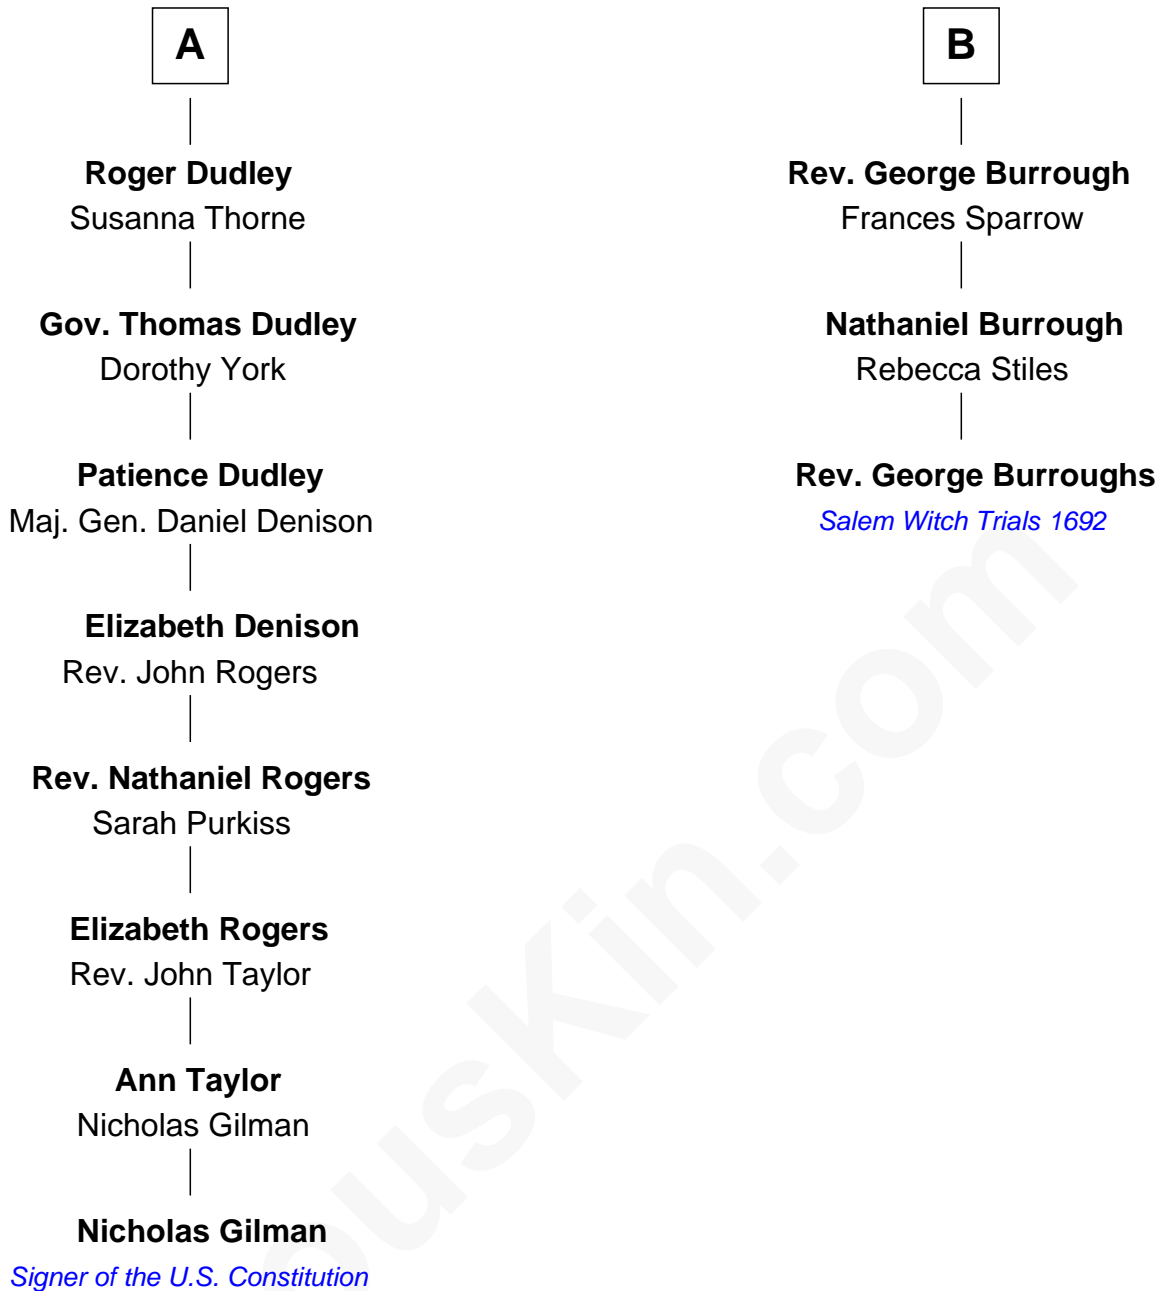 A
Roger Dudley
Susanna Thorne
Gov. Thomas Dudley
Dorothy York
Patience Dudley
Maj. Gen. Daniel Denison
Elizabeth Denison
Rev. John Rogers
Rev. Nathaniel Rogers
Sarah Purkiss
Elizabeth Rogers
Rev. John Taylor
Ann Taylor
Nicholas Gilman
Nicholas Gilman
Signer of the U.S. Constitution
B
Rev. George Burrough
Frances Sparrow
Nathaniel Burrough
Rebecca Stiles
Rev. George Burroughs
Salem Witch Trials 1692
ousKin.com